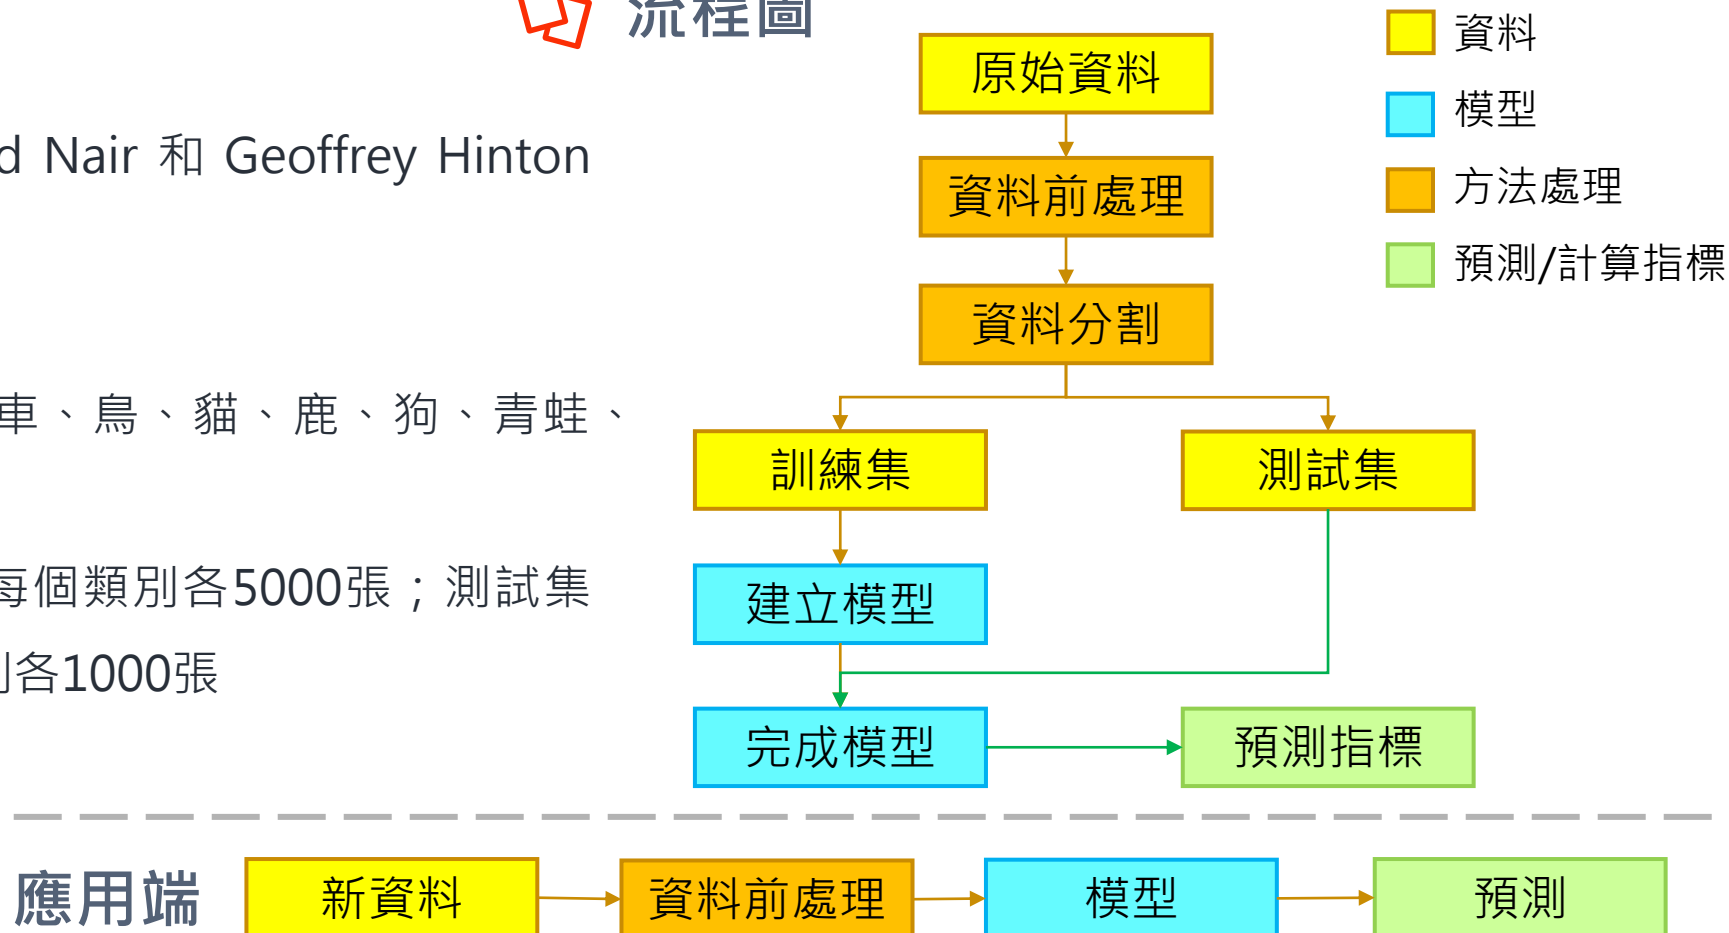 流程圖
d Nair 和 Geoffrey Hinton
車、鳥、貓、鹿、狗、青蛙、
每個類別各5000張；測試集
別各1000張
原始資料
資料前處理
資料分割
訓練集
測試集
建立模型
完成模型
預測指標
資料
模型
方法處理
預測/計算指標
應用端
新資料
資料前處理
模型
預測